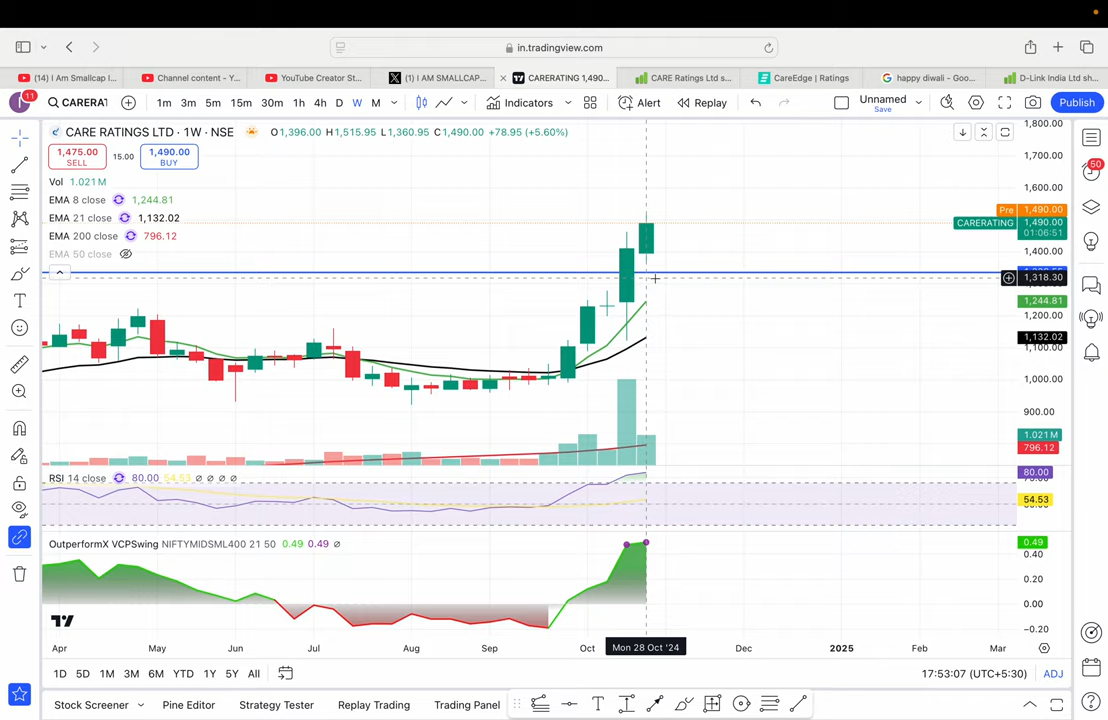 in.tradingview.com
(14) I Am Smallcap I...
Channel content - Y...
YouTube Creator St...
(1) I AM SMALLCAP...
CARERATING 1,490...
CARE Ratings Ltd s...
CareEdge | Ratings
happy diwali - Goo...
D-Link India Ltd sh...
11
CARERAT
1m 3m 5m 15m 30m 1h 4h D W M
Indicators
Alert
Replay
Unnamed
Save
Publish
CARE RATINGS LTD · 1W · NSE
O1,396.00 H1,515.95 L1,360.95 C1,490.00 +78.95 (+5.60%)
1,475.00
SELL
15.00
1,490.00
BUY
Vol 1.021 M
EMA 8 close 1,244.81
EMA 21 close 1,132.02
EMA 200 close 796.12
EMA 50 close
1,800.00
1,700.00
1,600.00
Pre 1,490.00
CARERATING 1,490.00
01:06:51
1,400.00
1,318.30
1,244.81
1,200.00
1,132.02
1,100.00
1,000.00
900.00
1.021 M
796.12
60
RSI 14 close 80.00 54.53 ∅ ∅ ∅ ∅
80.00
54.53
OutperformX VCPSwing NIFTYMIDSML400 21 50 0.49 0.49 ∅
0.49
0.40
0.20
0.00
−0.20
Apr May Jun Jul Aug Sep Oct Mon 28 Oct '24 Dec 2025 Feb Mar
1D 5D 1M 3M 6M YTD 1Y 5Y All
17:53:07 (UTC+5:30)
ADJ
Stock Screener
Pine Editor
Strategy Tester
Replay Trading
Trading Panel